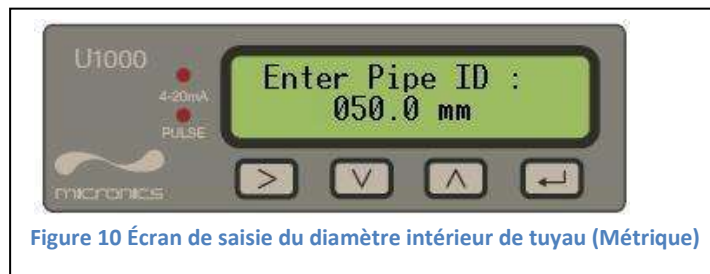 U1000
4-20mA
PULSE
Enter Pipe ID :
050.0 mm
micronics
Figure 10 Écran de saisie du diamètre intérieur de tuyau (Métrique)